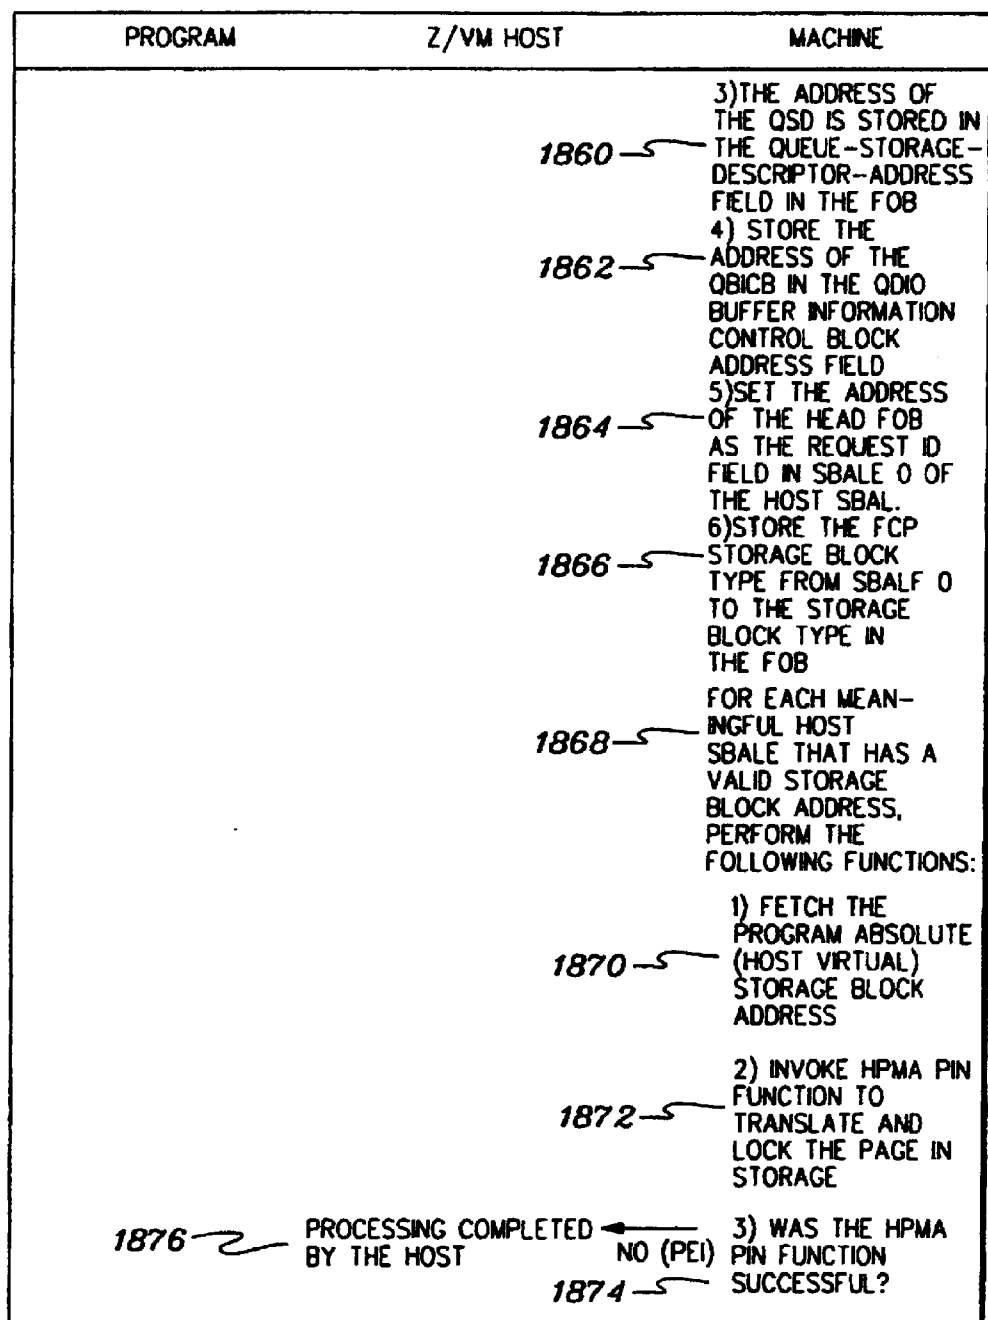 PROGRAM Z/VM HOST MACHINE
3)THE ADDRESS OF
THE QSD IS STORED IN
1860 THE QUEUE-STORAGE-
DESCRIPTOR-ADDRESS
FIELD IN THE FOB
4) STORE THE
1862 ADDRESS OF THE
QBICB IN THE QDIO
BUFFER INFORMATION
CONTROL BLOCK
ADDRESS FIELD
5)SET THE ADDRESS
1864 OF THE HEAD FOB
AS THE REQUEST ID
FIELD IN SBALE 0 OF
THE HOST SBAL.
6)STORE THE FCP
1866 STORAGE BLOCK
TYPE FROM SBALF 0
TO THE STORAGE
BLOCK TYPE IN
THE FOB
FOR EACH MEAN-
1868 INGFUL HOST
SBALE THAT HAS A
VALID STORAGE
BLOCK ADDRESS,
PERFORM THE
FOLLOWING FUNCTIONS:
1) FETCH THE
PROGRAM ABSOLUTE
1870 (HOST VIRTUAL)
STORAGE BLOCK
ADDRESS
2) INVOKE HPMA PIN
FUNCTION TO
1872 TRANSLATE AND
LOCK THE PAGE IN
STORAGE
1876 PROCESSING COMPLETED 3) WAS THE HPMA
BY THE HOST NO (PEI) PIN FUNCTION
1874 SUCCESSFUL?